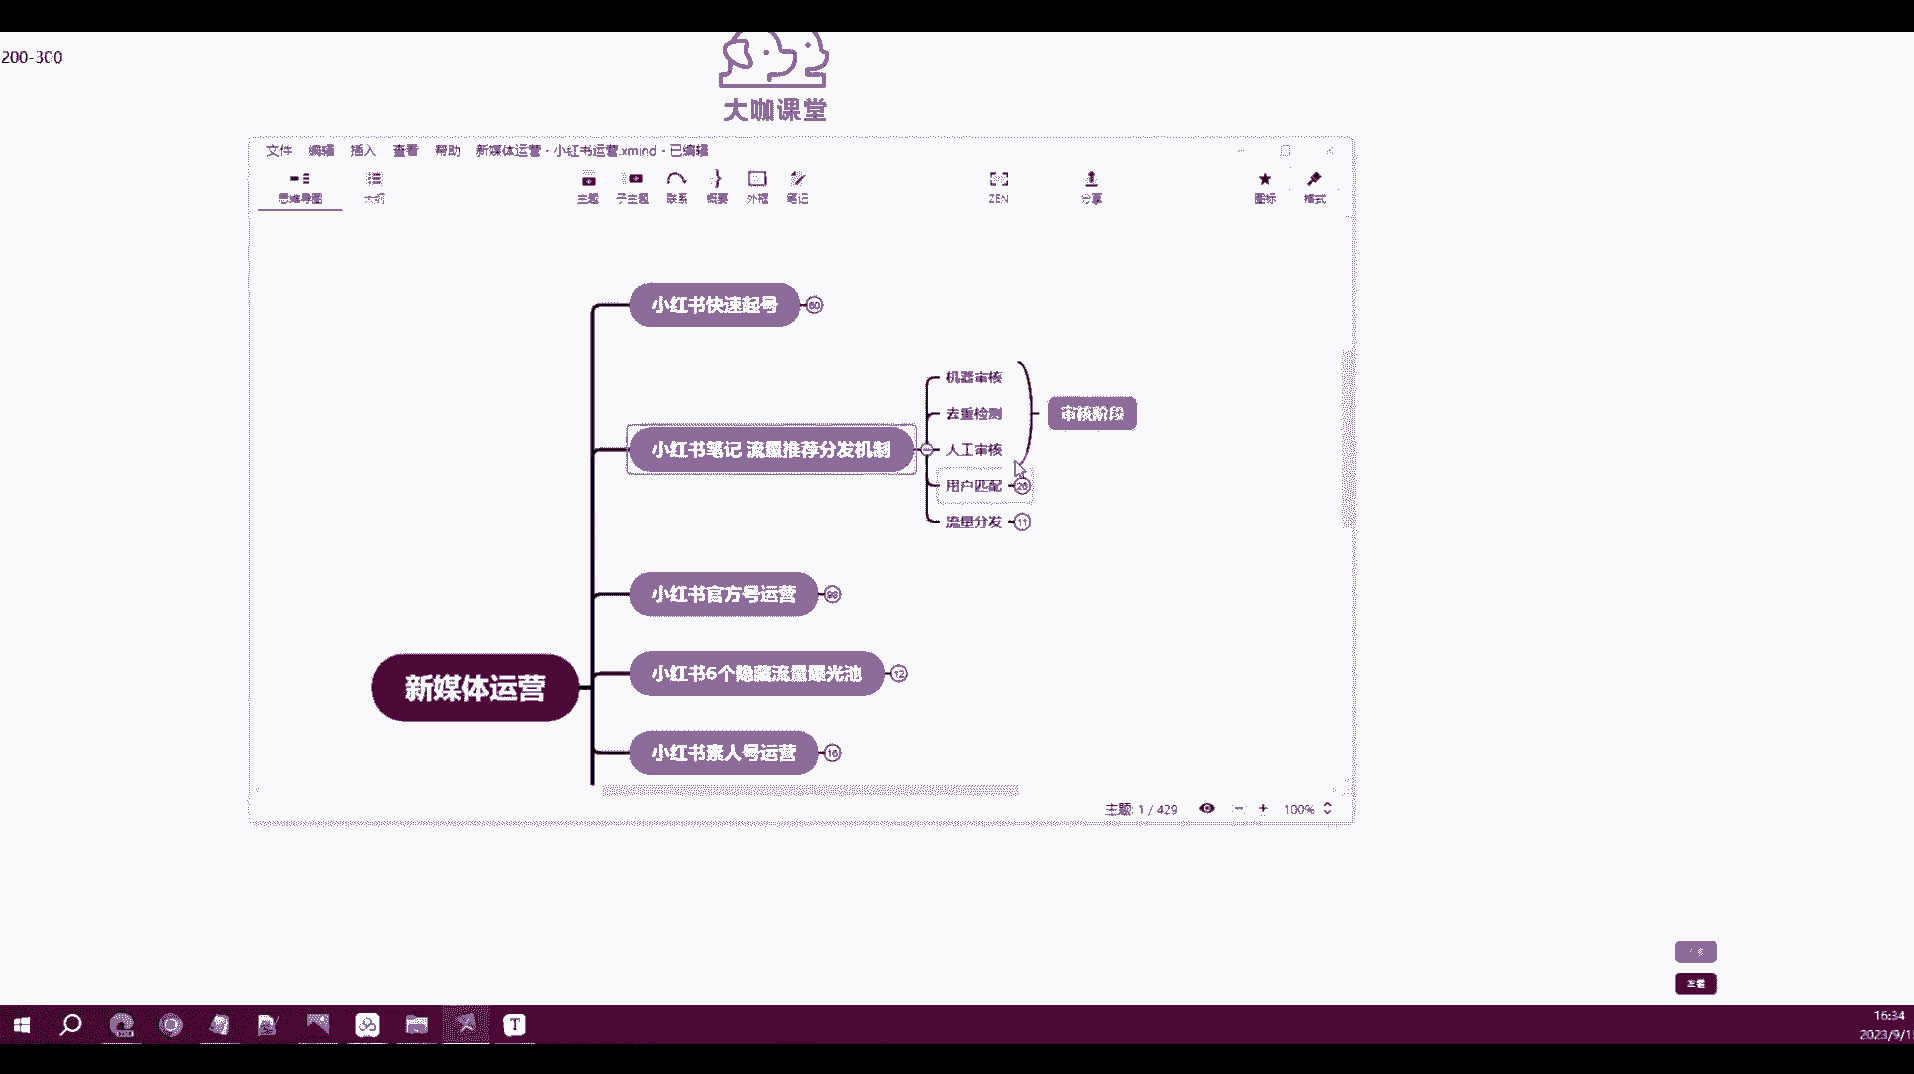 200-300
大咖课堂
文件 编辑 插入 查看 帮助 新媒体运营 - 小红书运营.xmind - 已编辑
思维导图 大纲 主题 子主题 联系 概要 外框 笔记 ZEN 分享 图标 格式
小红书快速起号 60
机器审核
去重检测
审核阶段
小红书笔记 流量推荐分发机制
人工审核
用户匹配 26
流量分发 11
小红书官方号运营 98
小红书6个隐藏流量曝光池 12
新媒体运营
小红书素人号运营 16
主题: 1 / 429 100%
左键
T
16:34
2023/9/1